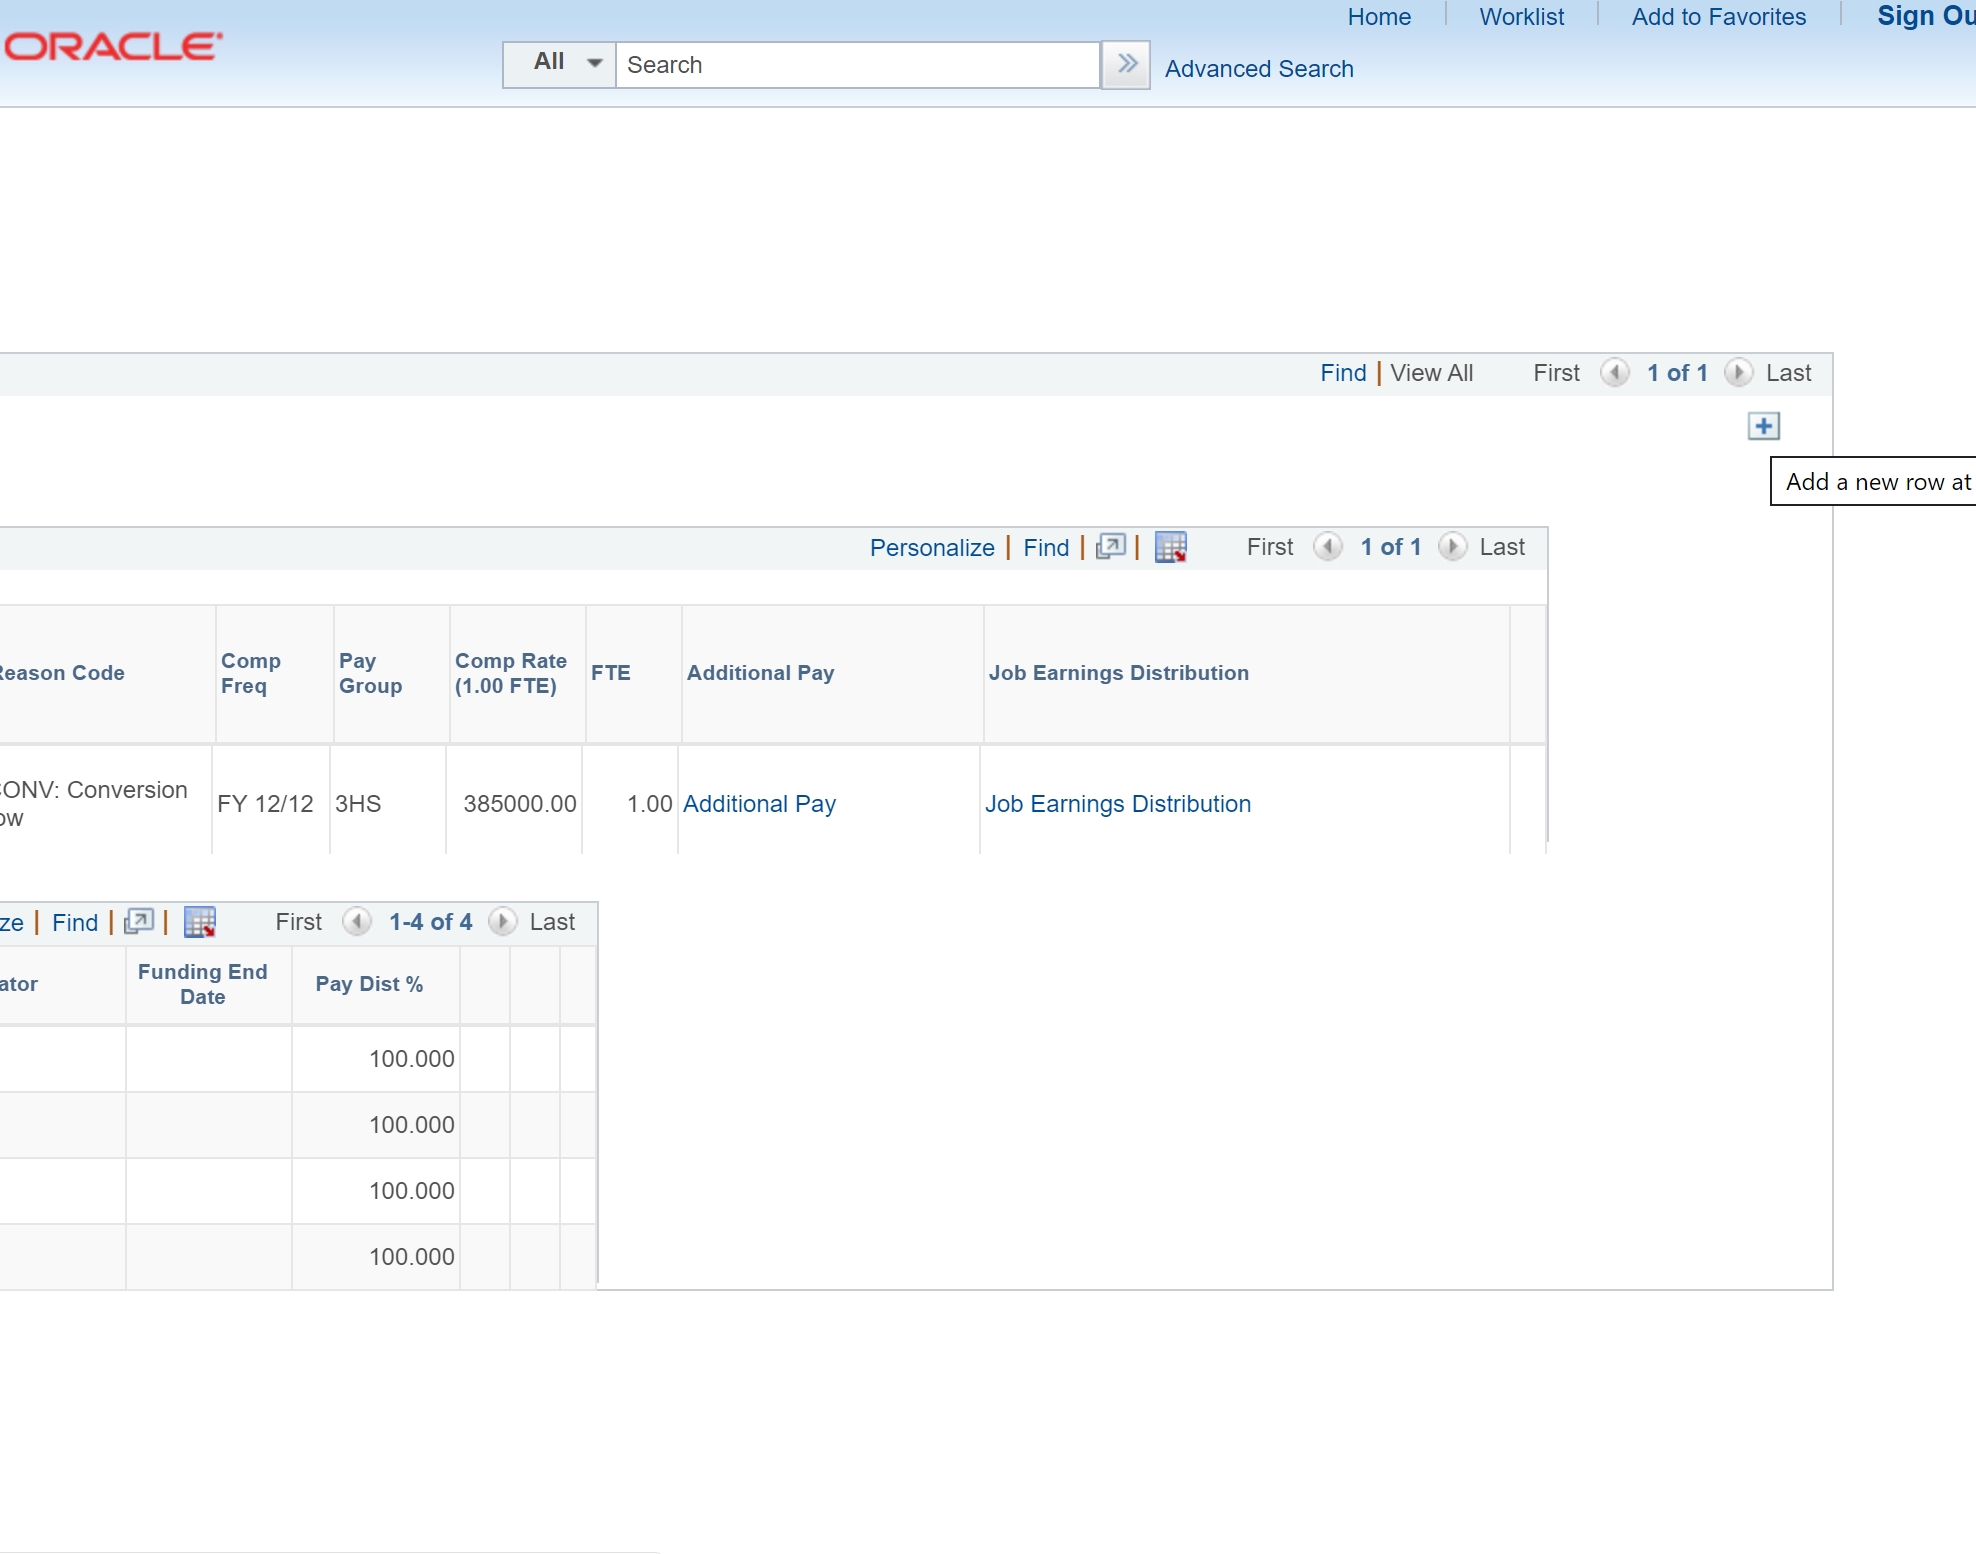 Home Worklist Add to Favorites Sign Ou
ORACLE
All Search Advanced Search
Find | View All First 1 of 1 Last
Add a new row at
Personalize | Find | | First 1 of 1 Last
Reason Code Comp Freq Pay Group Comp Rate (1.00 FTE) FTE Additional Pay Job Earnings Distribution
CONV: Conversion
ow
FY 12/12 3HS 385000.00 1.00 Additional Pay Job Earnings Distribution
ze | Find | | First 1-4 of 4 Last
ator Funding End Date Pay Dist %
100.000
100.000
100.000
100.000